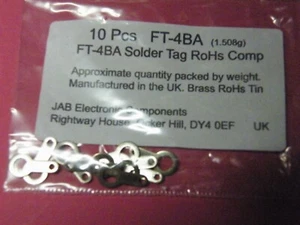 10 Pcs FT-4BA (1.508g)
FT-4BA Solder Tag RoHs Comp
Approximate quantity packed by weight.
Manufactured in the UK. Brass RoHs Tin
JAB Electronic Components
Rightway House, Hill, DY4 0EF UK